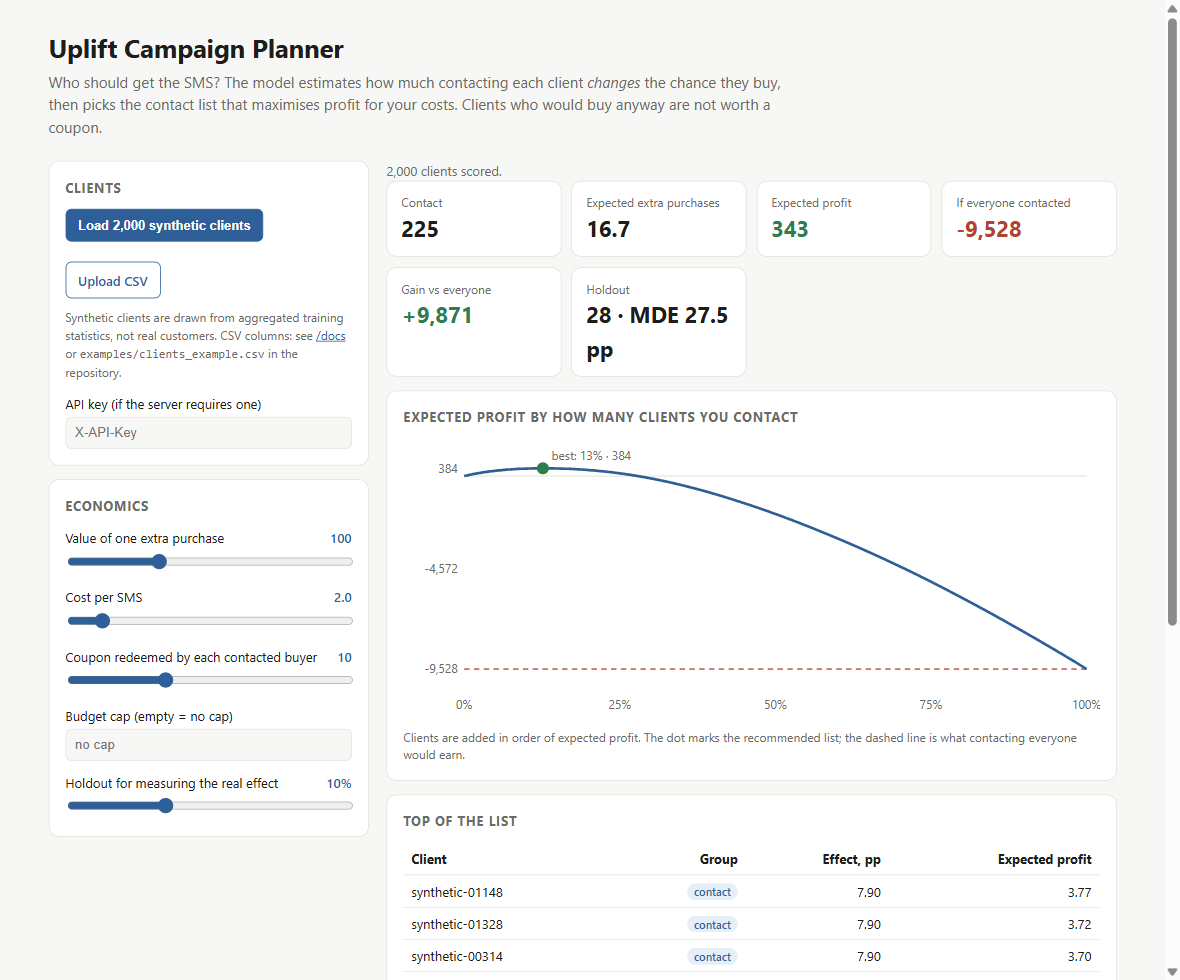 Uplift Campaign Planner
Who should get the SMS? The model estimates how much contacting each client changes the chance they buy,
then picks the contact list that maximises profit for your costs. Clients who would buy anyway are not worth a
coupon.
CLIENTS
Load 2,000 synthetic clients
Upload CSV
Synthetic clients are drawn from aggregated training
statistics, not real customers. CSV columns: see /docs
or examples/clients_example.csv in the
repository.
API key (if the server requires one)
X-API-Key
ECONOMICS
Value of one extra purchase 100
Cost per SMS 2.0
Coupon redeemed by each contacted buyer 10
Budget cap (empty = no cap)
no cap
Holdout for measuring the real effect 10%
2,000 clients scored.
Contact
225
Expected extra purchases
16.7
Expected profit
343
If everyone contacted
-9,528
Gain vs everyone
+9,871
Holdout
28 · MDE 27.5
pp
EXPECTED PROFIT BY HOW MANY CLIENTS YOU CONTACT
best: 13% · 384
384
-4,572
-9,528
0% 25% 50% 75% 100%
Clients are added in order of expected profit. The dot marks the recommended list; the dashed line is what contacting everyone
would earn.
TOP OF THE LIST
Client Group Effect, pp Expected profit
synthetic-01148 contact 7.90 3.77
synthetic-01328 contact 7.90 3.72
synthetic-00314 contact 7.90 3.70